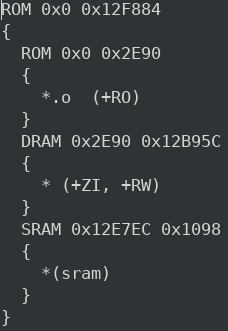 ROM 0x0 0x12F884
{
  ROM 0x0 0x2E90
  {
    *.o  (+RO)
  }
  DRAM 0x2E90 0x12B95C
  {
    * (+ZI, +RW)
  }
  SRAM 0x12E7EC 0x1098
  {
    *(sram)
  }
}